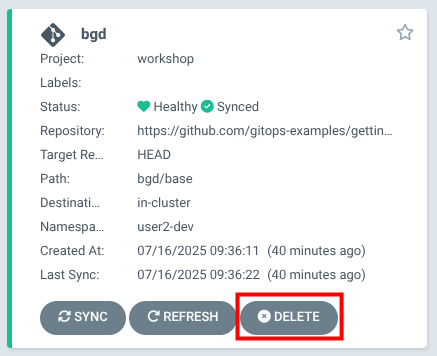 bgd
Project: workshop
Labels:
Status: Healthy Synced
Repository: https://github.com/gitops-examples/gettin...
Target Re... HEAD
Path: bgd/base
Destinati... in-cluster
Namespa... user2-dev
Created At: 07/16/2025 09:36:11 (40 minutes ago)
Last Sync: 07/16/2025 09:36:22 (40 minutes ago)
SYNC REFRESH DELETE